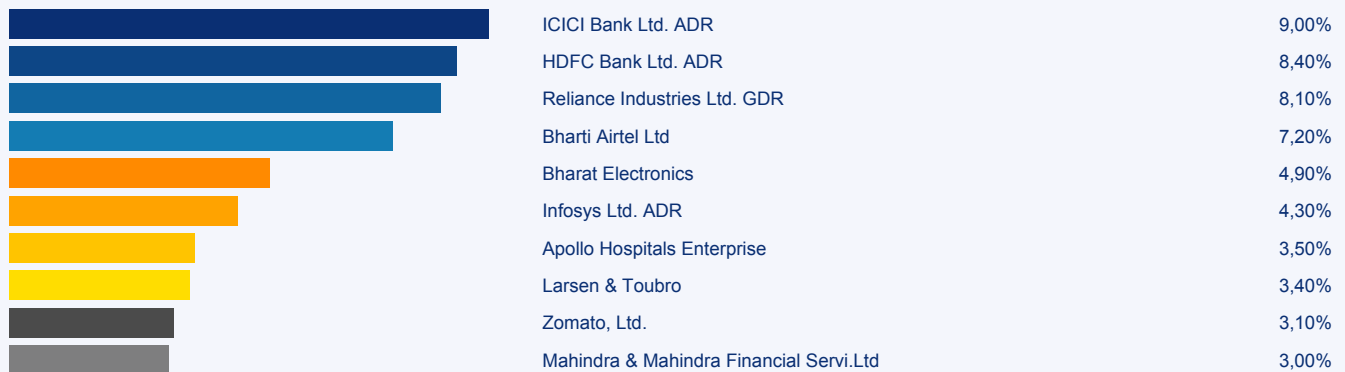 ICICI Bank Ltd. ADR 9,00%
HDFC Bank Ltd. ADR 8,40%
Reliance Industries Ltd. GDR 8,10%
Bharti Airtel Ltd 7,20%
Bharat Electronics 4,90%
Infosys Ltd. ADR 4,30%
Apollo Hospitals Enterprise 3,50%
Larsen & Toubro 3,40%
Zomato, Ltd. 3,10%
Mahindra & Mahindra Financial Servi.Ltd 3,00%